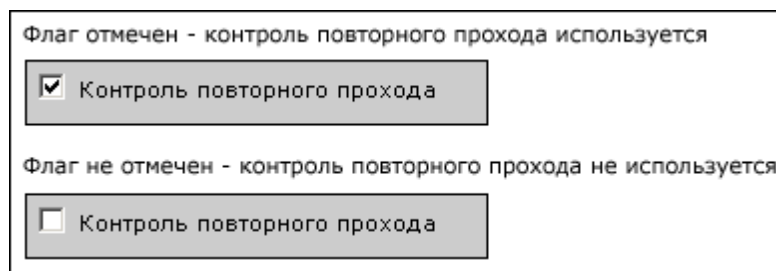 Флаг отмечен - контроль повторного прохода используется
Контроль повторного прохода
Флаг не отмечен - контроль повторного прохода не используется
Контроль повторного прохода